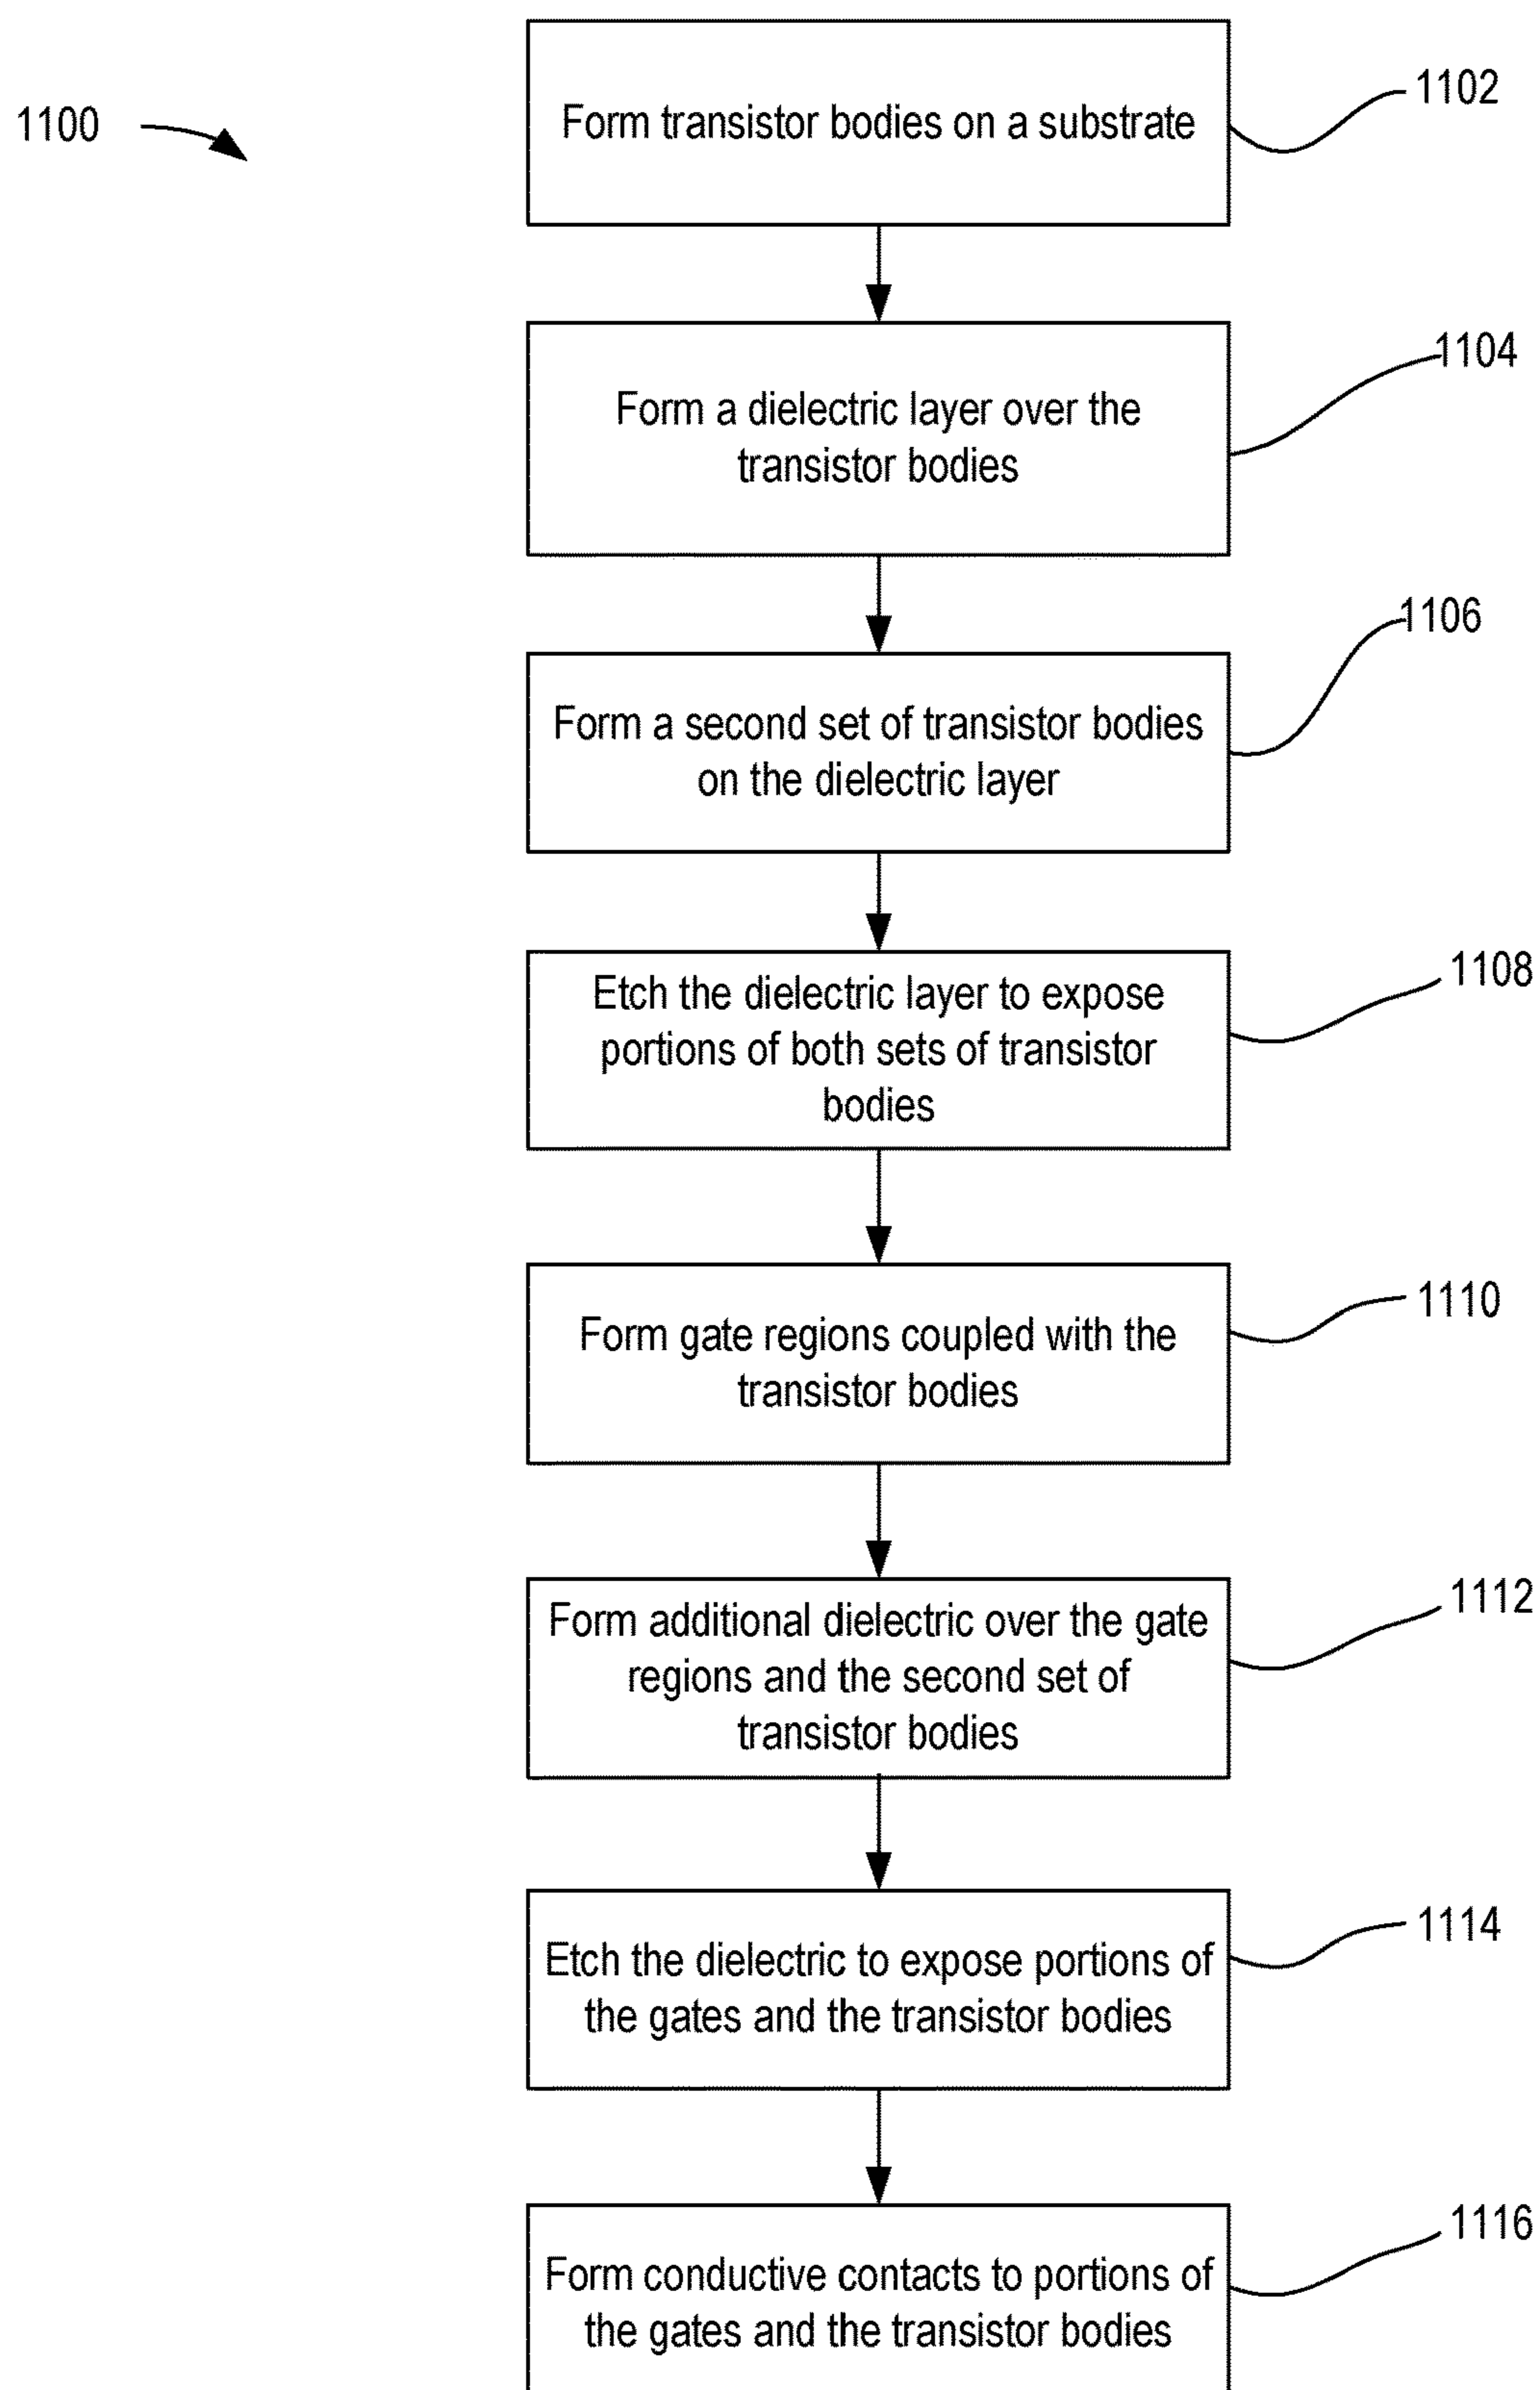 1100
Form transistor bodies on a substrate
1102
Form a dielectric layer over the
transistor bodies
1104
Form a second set of transistor bodies
on the dielectric layer
1106
Etch the dielectric layer to expose
portions of both sets of transistor
bodies
1108
Form gate regions coupled with the
transistor bodies
1110
Form additional dielectric over the gate
regions and the second set of
transistor bodies
1112
Etch the dielectric to expose portions of
the gates and the transistor bodies
1114
Form conductive contacts to portions of
the gates and the transistor bodies
1116